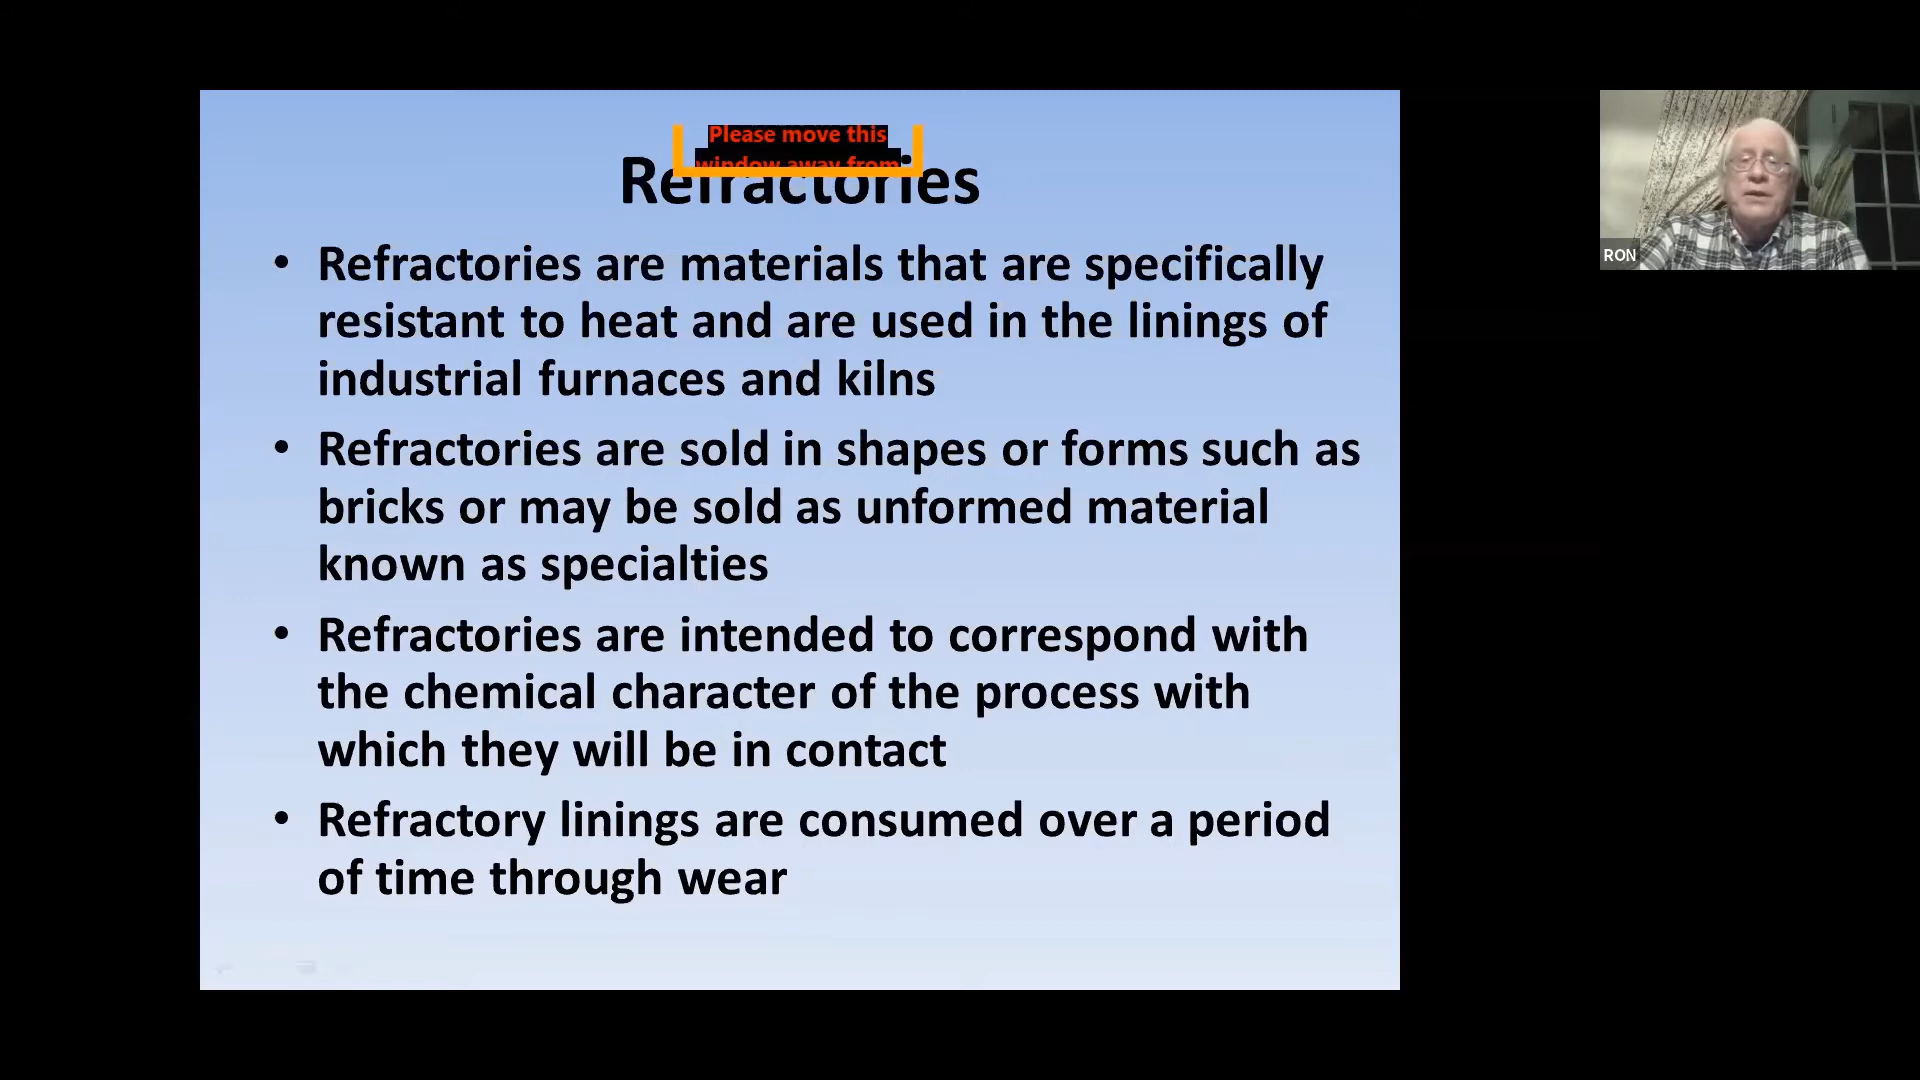 Please move this
window away from
Refractories
• Refractories are materials that are specifically
resistant to heat and are used in the linings of
industrial furnaces and kilns
• Refractories are sold in shapes or forms such as
bricks or may be sold as unformed material
known as specialties
• Refractories are intended to correspond with
the chemical character of the process with
which they will be in contact
• Refractory linings are consumed over a period
of time through wear
RON